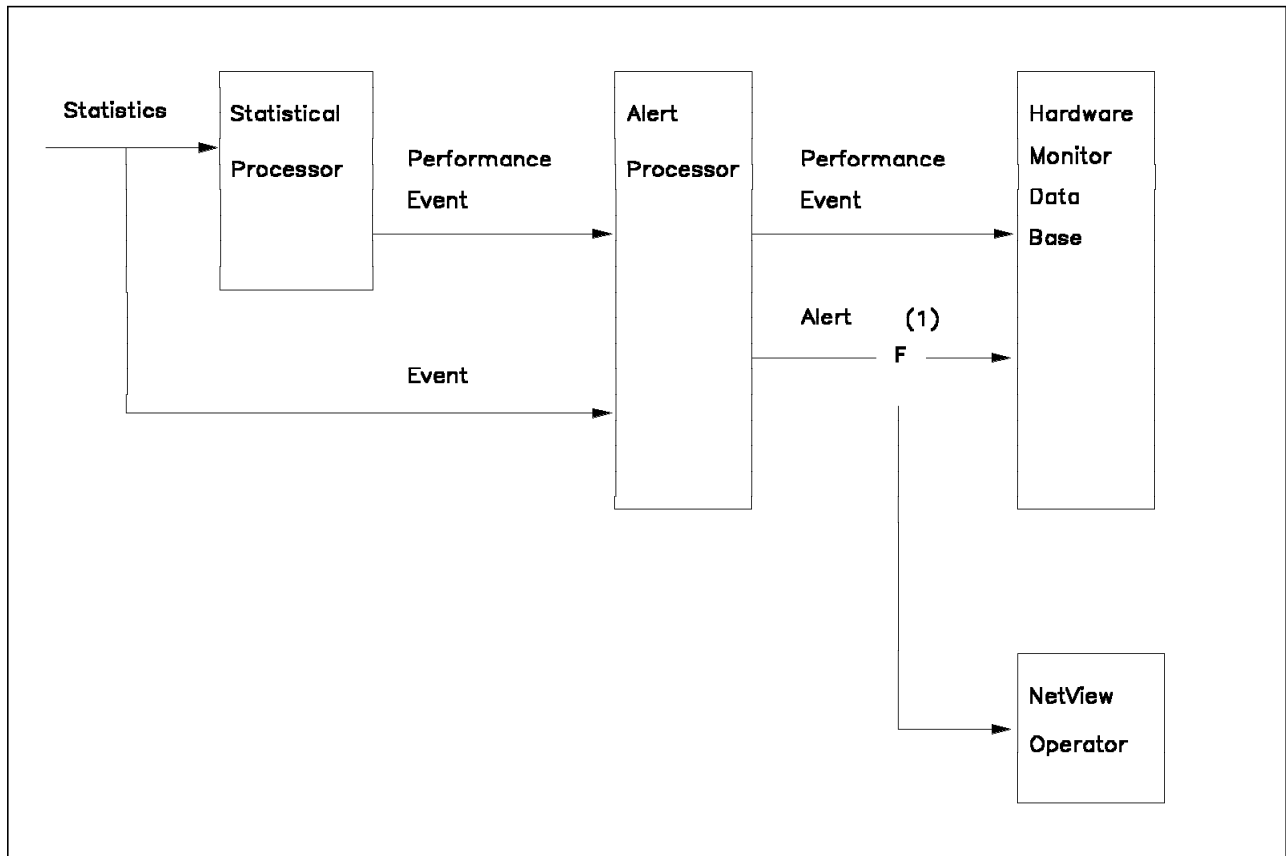 Statistics
Statistical
Processor
Performance
Event
Event
Alert
Processor
Performance
Event
Alert (1)
F
Hardware
Monitor
Data
Base
NetView
Operator